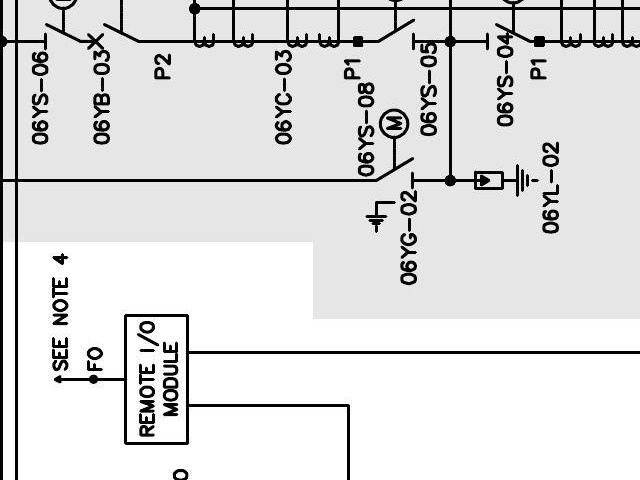 06YS-06
06YB-03
P2
06YC-03
P1
06YS-05
06YS-04
P1
06YS-08
M
06YG-02
06YL-02
SEE NOTE 4
FO
REMOTE I/O
MODULE